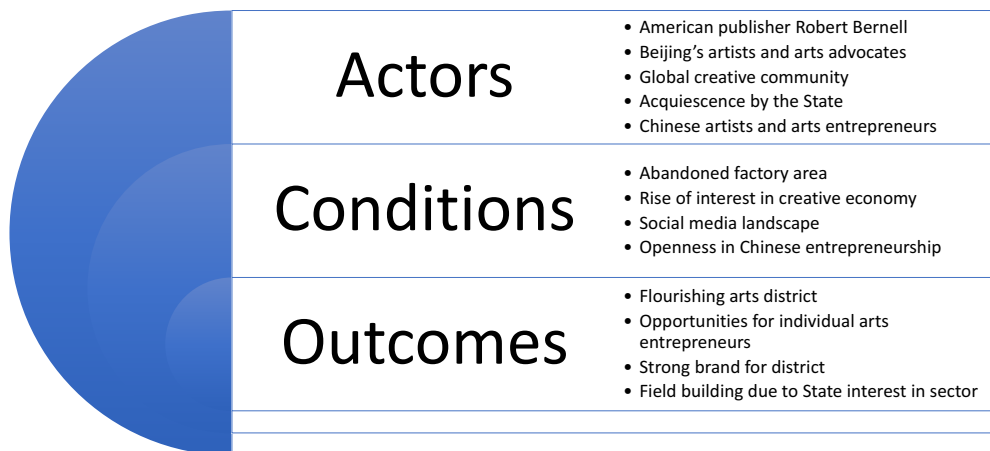 Actors
• American publisher Robert Bernell
• Beijing’s artists and arts advocates
• Global creative community
• Acquiescence by the State
• Chinese artists and arts entrepreneurs
Conditions
• Abandoned factory area
• Rise of interest in creative economy
• Social media landscape
• Openness in Chinese entrepreneurship
Outcomes
• Flourishing arts district
• Opportunities for individual arts
entrepreneurs
• Strong brand for district
• Field building due to State interest in sector